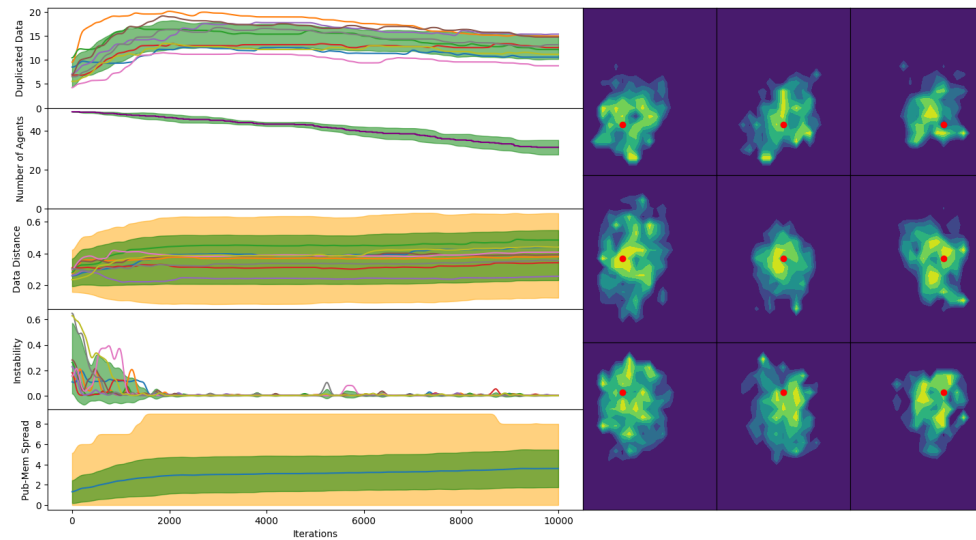 Duplicated Data
20
15
10
5
0
Number of Agents
40
20
0
Data Distance
0.6
0.4
0.2
Instability
0.6
0.4
0.2
0.0
Pub-Mem Spread
8
6
4
2
0
0 2000 4000 6000 8000 10000
Iterations